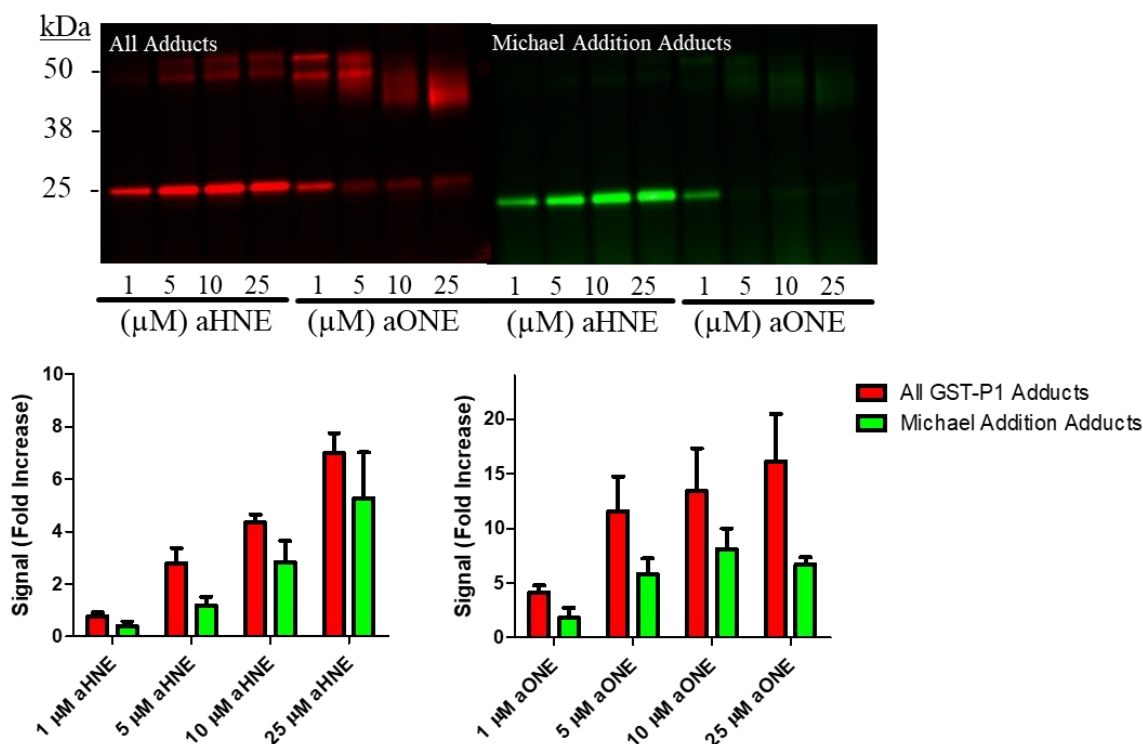 kDa
All Adducts
Michael Addition Adducts
50
38
25
1 5 10 25 1 5 10 25 1 5 10 25 1 5 10 25
(µM) aHNE (µM) aONE (µM) aHNE (µM) aONE
Signal (Fold Increase)
10
8
6
4
2
0
1 µM aHNE
5 µM aHNE
10 µM aHNE
25 µM aHNE
Signal (Fold Increase)
20
15
10
5
0
1 µM aONE
5 µM aONE
10 µM aONE
25 µM aONE
All GST-P1 Adducts
Michael Addition Adducts